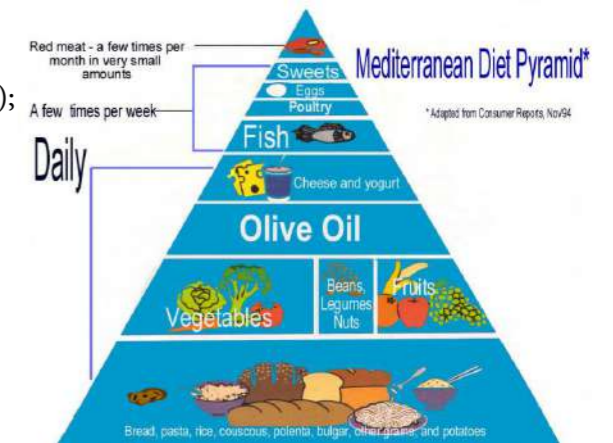 Red meat - a few times per
month in very small
amounts
);
A few times per week
Daily
Mediterranean Diet Pyramid*
* Adapted from Consumer Reports, Nov/94
Sweets
Eggs
Poultry
Fish
Cheese and yogurt
Olive Oil
Vegetables
Beans,
Legumes
Nuts
Fruits
Bread, pasta, rice, couscous, polenta, bulgar, other grains, and potatoes